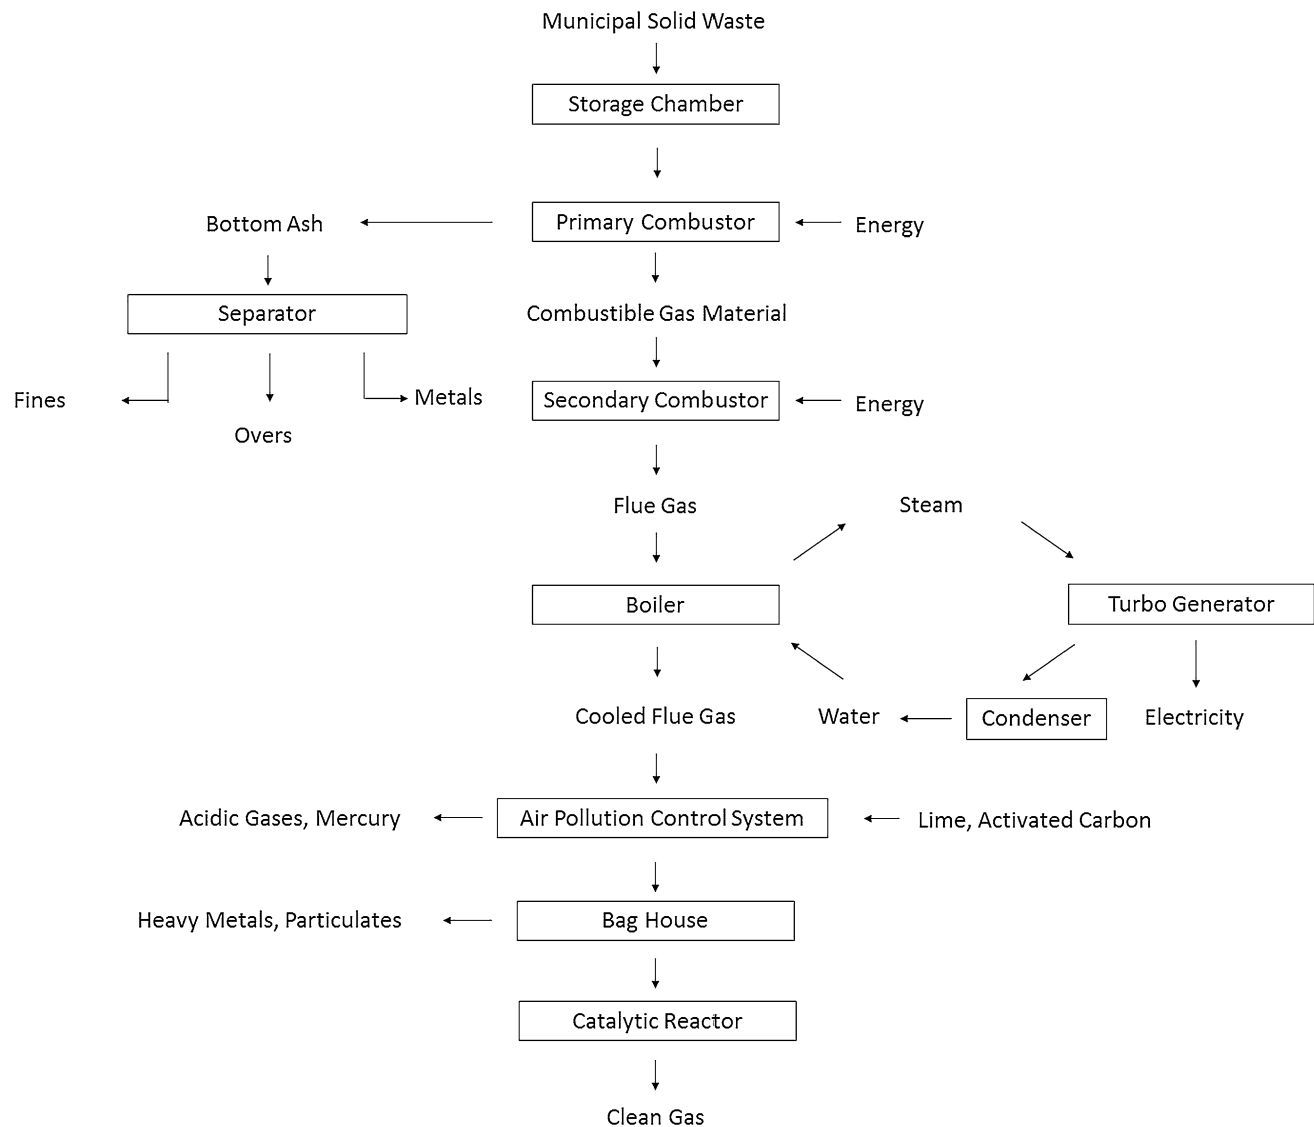 Municipal Solid Waste
Storage Chamber
Bottom Ash
Primary Combustor
Energy
Separator
Combustible Gas Material
Fines
Metals
Secondary Combustor
Energy
Overs
Flue Gas
Steam
Boiler
Turbo Generator
Cooled Flue Gas
Water
Condenser
Electricity
Acidic Gases, Mercury
Air Pollution Control System
Lime, Activated Carbon
Heavy Metals, Particulates
Bag House
Catalytic Reactor
Clean Gas